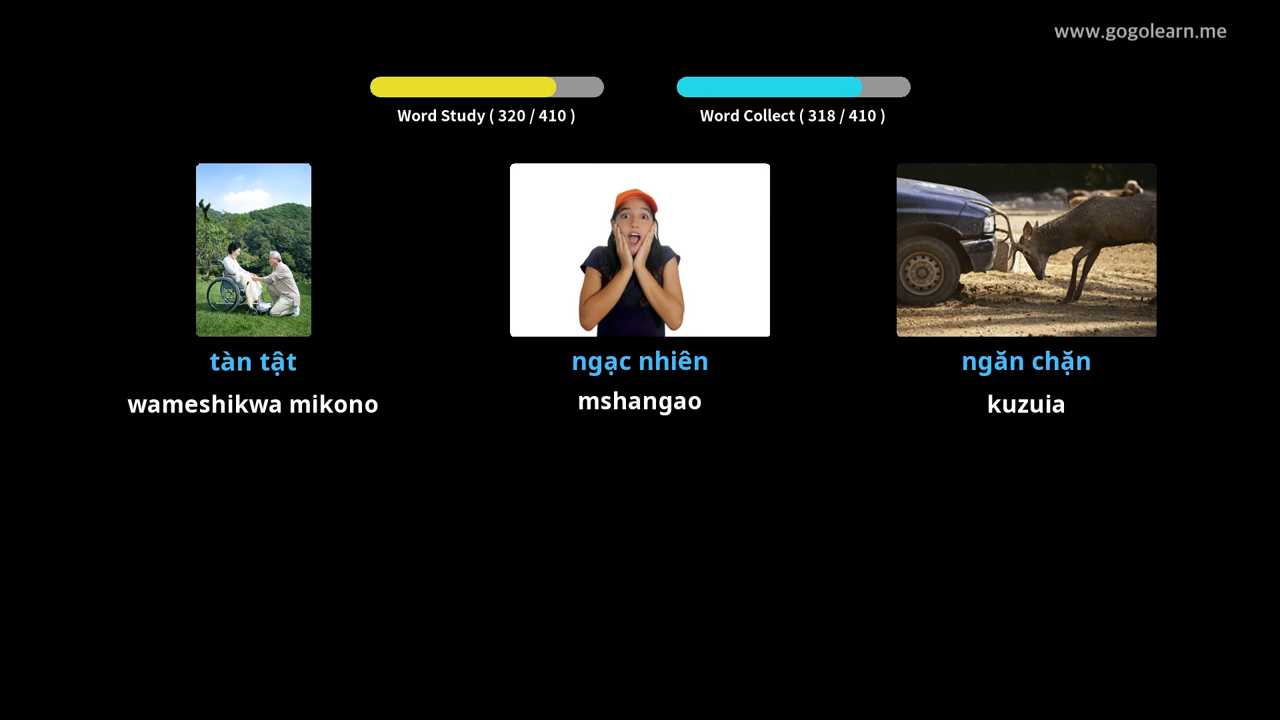 www.gogolearn.me
Word Study ( 320 / 410 )
Word Collect ( 318 / 410 )
tàn tật
wameshikwa mikono
ngạc nhiên
mshangao
ngăn chặn
kuzuia